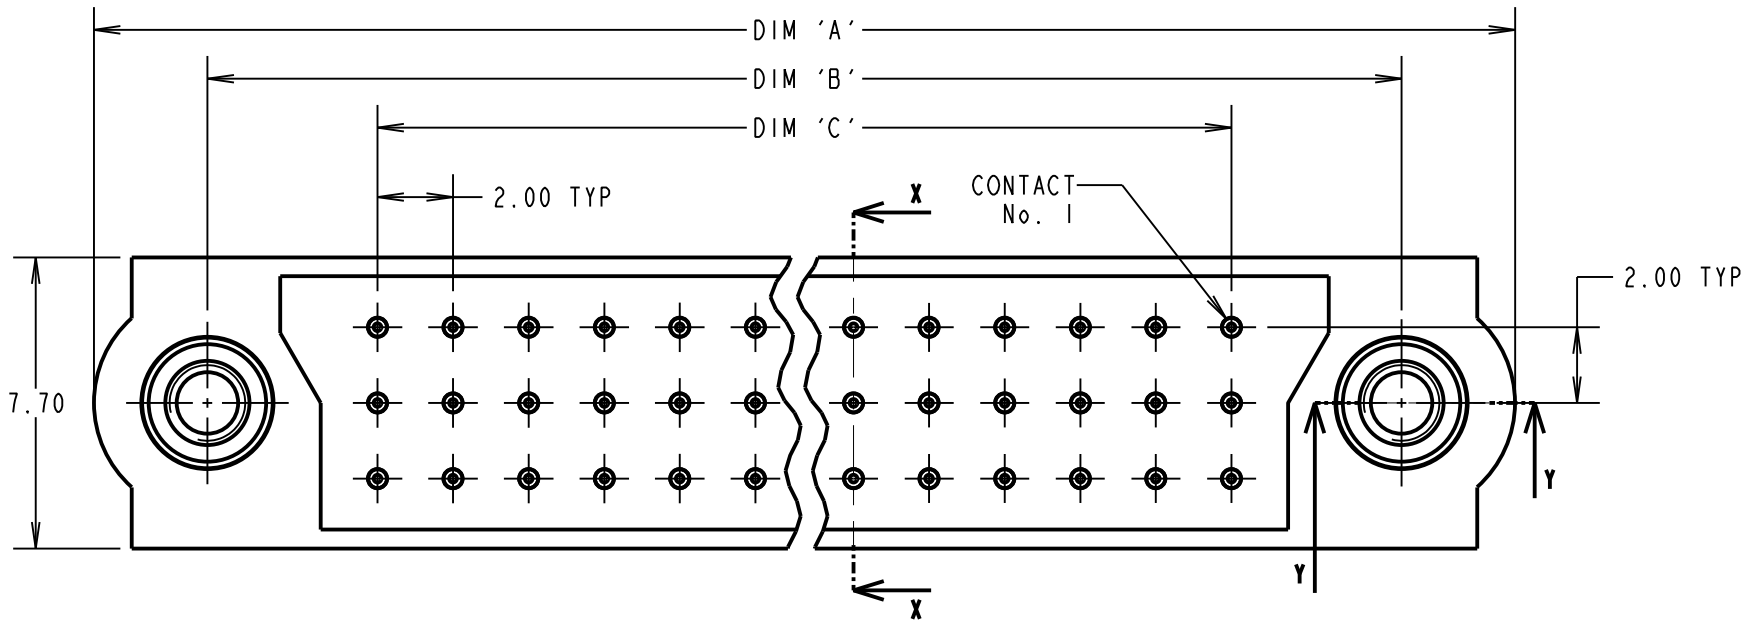 DIM 'A'
DIM 'B'
DIM 'C'
2.00 TYP
X
CONTACT
No. 1
2.00 TYP
7.70
Y
Y
X